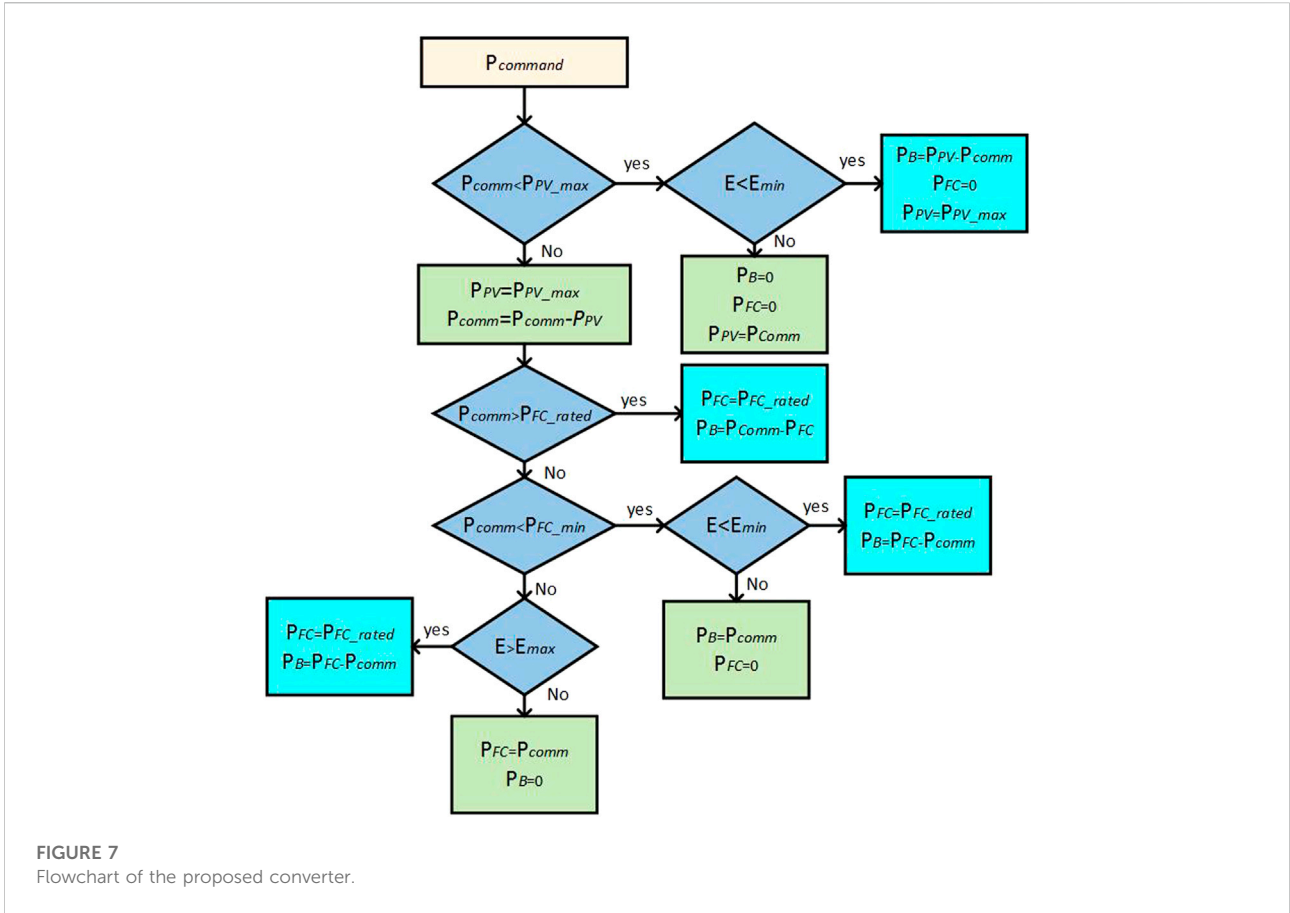 Pcommand
Pcomm<PPV_max
yes
E<Emin
yes
PB=PPV-Pcomm
PFC=0
PPV=PPV_max
No
No
PPV=PPV_max
Pcomm=Pcomm-PPV
PB=0
PFC=0
PPV=PComm
Pcomm>PFC_rated
yes
PFC=PFC_rated
PB=PComm-PFC
No
Pcomm<PFC_min
yes
E<Emin
yes
PFC=PFC_rated
PB=PFC-Pcomm
No
No
PB=Pcomm
PFC=0
E>Emax
yes
PFC=PFC_rated
PB=PFC-Pcomm
No
PFC=Pcomm
PB=0
FIGURE 7
Flowchart of the proposed converter.